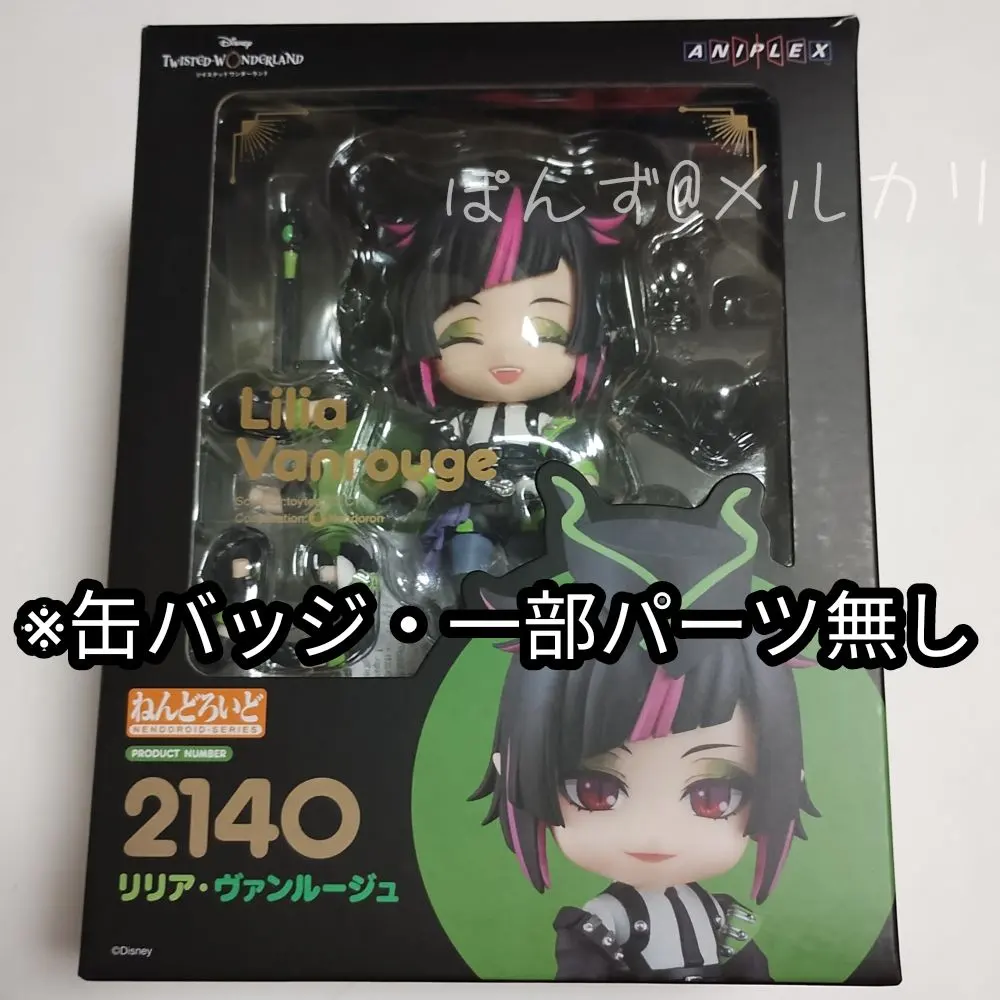 Disney
TWISTED-WONDERLAND
ツイステッドワンダーランド
ANIPLEX
ぽんず@メルカリ
Lilia
Vanrouge
※缶バッジ・一部パーツ無し
ねんどろいど
NENDOROID-SERIES
PRODUCT NUMBER
2140
リリア・ヴァンルージュ
©Disney